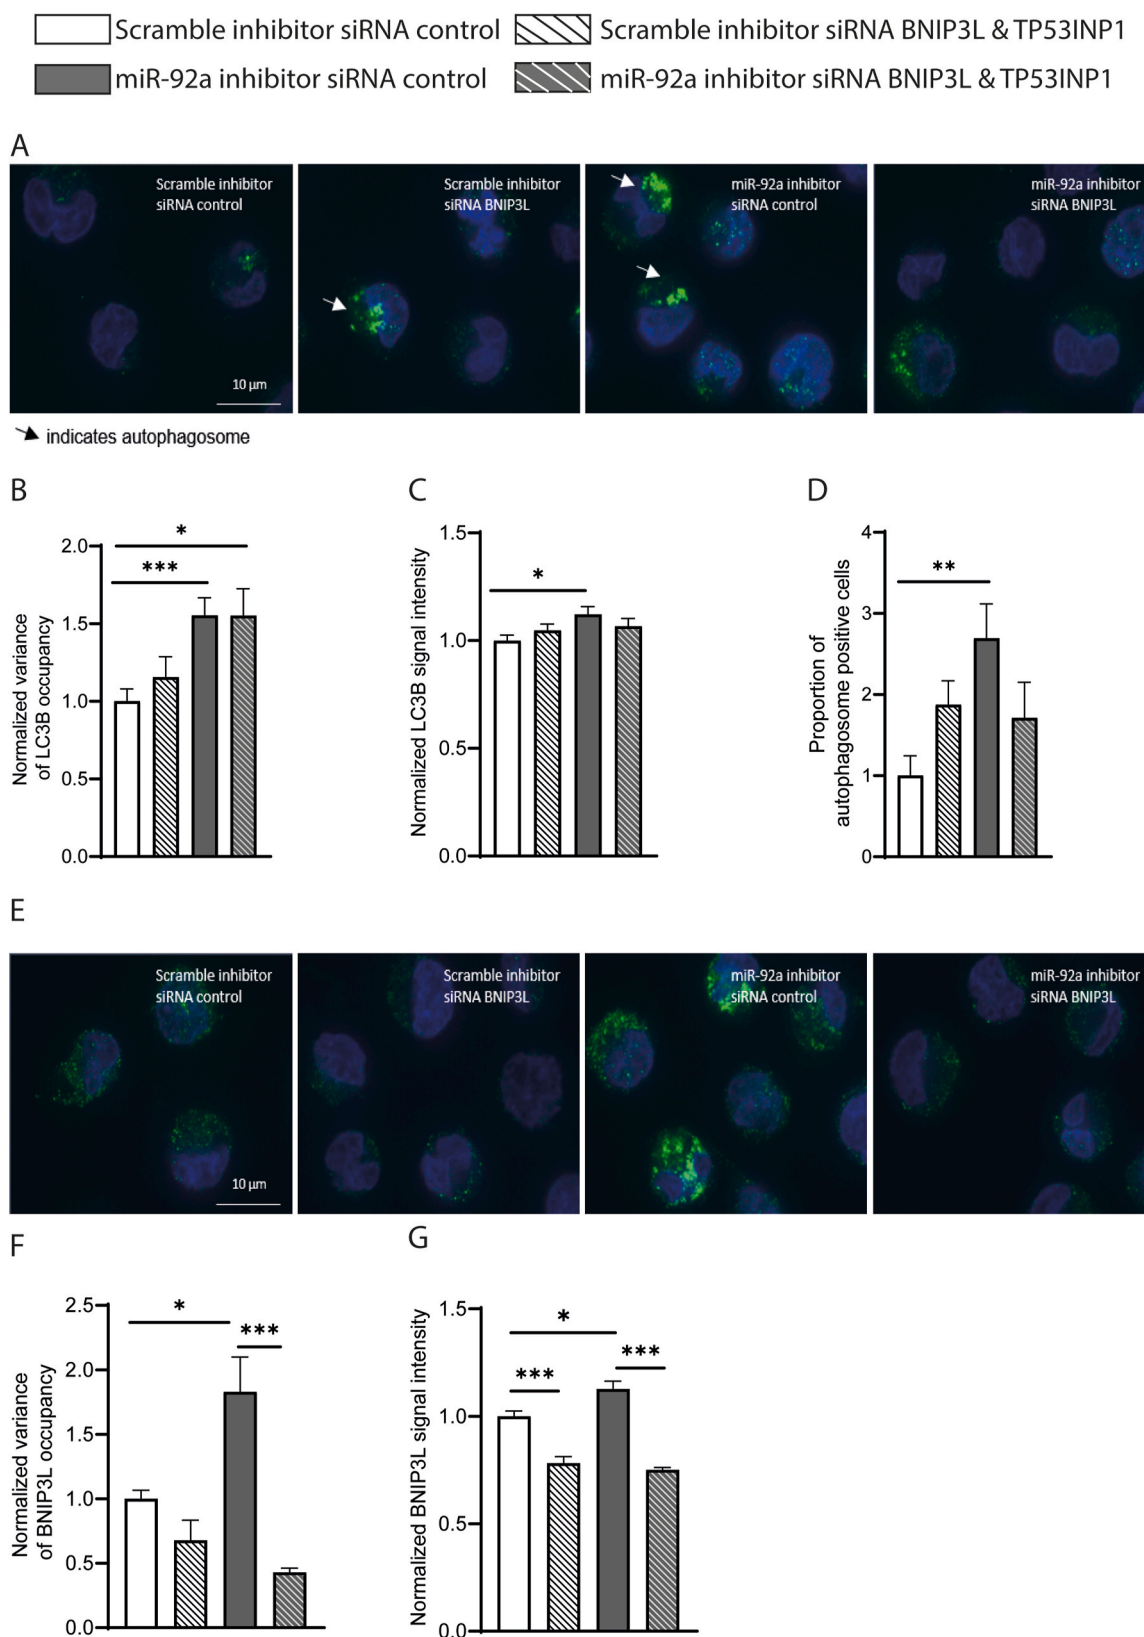 Scramble inhibitor siRNA control
Scramble inhibitor siRNA BNIP3L & TP53INP1
miR-92a inhibitor siRNA control
miR-92a inhibitor siRNA BNIP3L & TP53INP1
A
Scramble inhibitor
siRNA control
10 µm
Scramble inhibitor
siRNA BNIP3L
miR-92a inhibitor
siRNA control
miR-92a inhibitor
siRNA BNIP3L
indicates autophagosome
B
Normalized variance
of LC3B occupancy
2.0
1.5
1.0
0.5
0.0
*
***
C
Normalized LC3B signal intensity
1.5
1.0
0.5
0.0
*
D
Proportion of
autophagosome positive cells
4
3
2
1
0
**
E
Scramble inhibitor
siRNA control
10 µm
Scramble inhibitor
siRNA BNIP3L
miR-92a inhibitor
siRNA control
miR-92a inhibitor
siRNA BNIP3L
F
Normalized variance
of BNIP3L occupancy
2.5
2.0
1.5
1.0
0.5
0.0
*
***
G
Normalized BNIP3L signal intensity
1.5
1.0
0.5
0.0
*
***
***